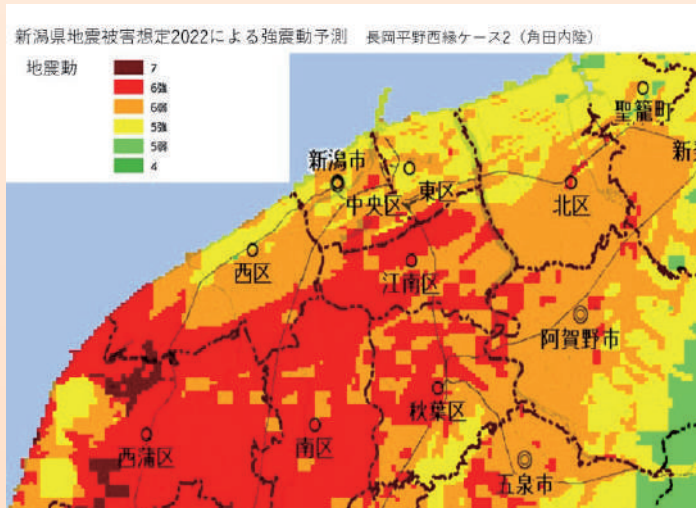 新潟県地震被害想定2022による強震動予測 長岡平野西縁ケース2（角田内陸）
地震動
7
6強
6弱
5強
5弱
4
聖籠町
新潟市
東区
中央区
北区
西区
江南区
阿賀野市
秋葉区
西蒲区
南区
五泉市